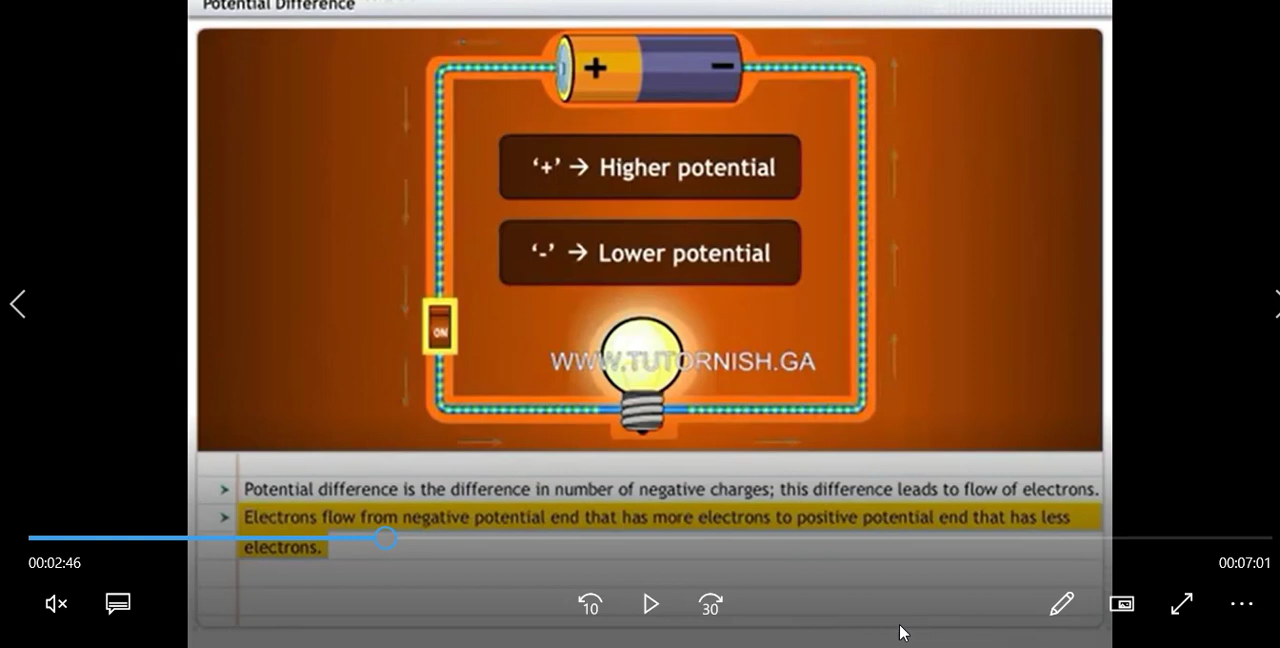 Potential Difference
+ −
‘+’ → Higher potential
‘-’ → Lower potential
ON
WWW.TUTORNISH.GA
➤ Potential difference is the difference in number of negative charges; this difference leads to flow of electrons.
➤ Electrons flow from negative potential end that has more electrons to positive potential end that has less
electrons.
00:02:46
00:07:01
10
30